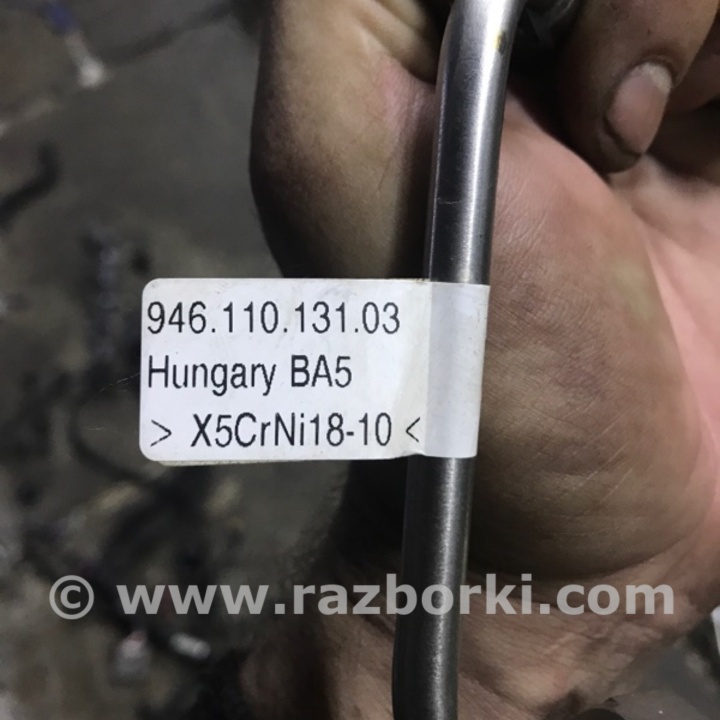 946.110.131.03
Hungary BA5
> X5CrNi18-10 <
© www.razborki.com